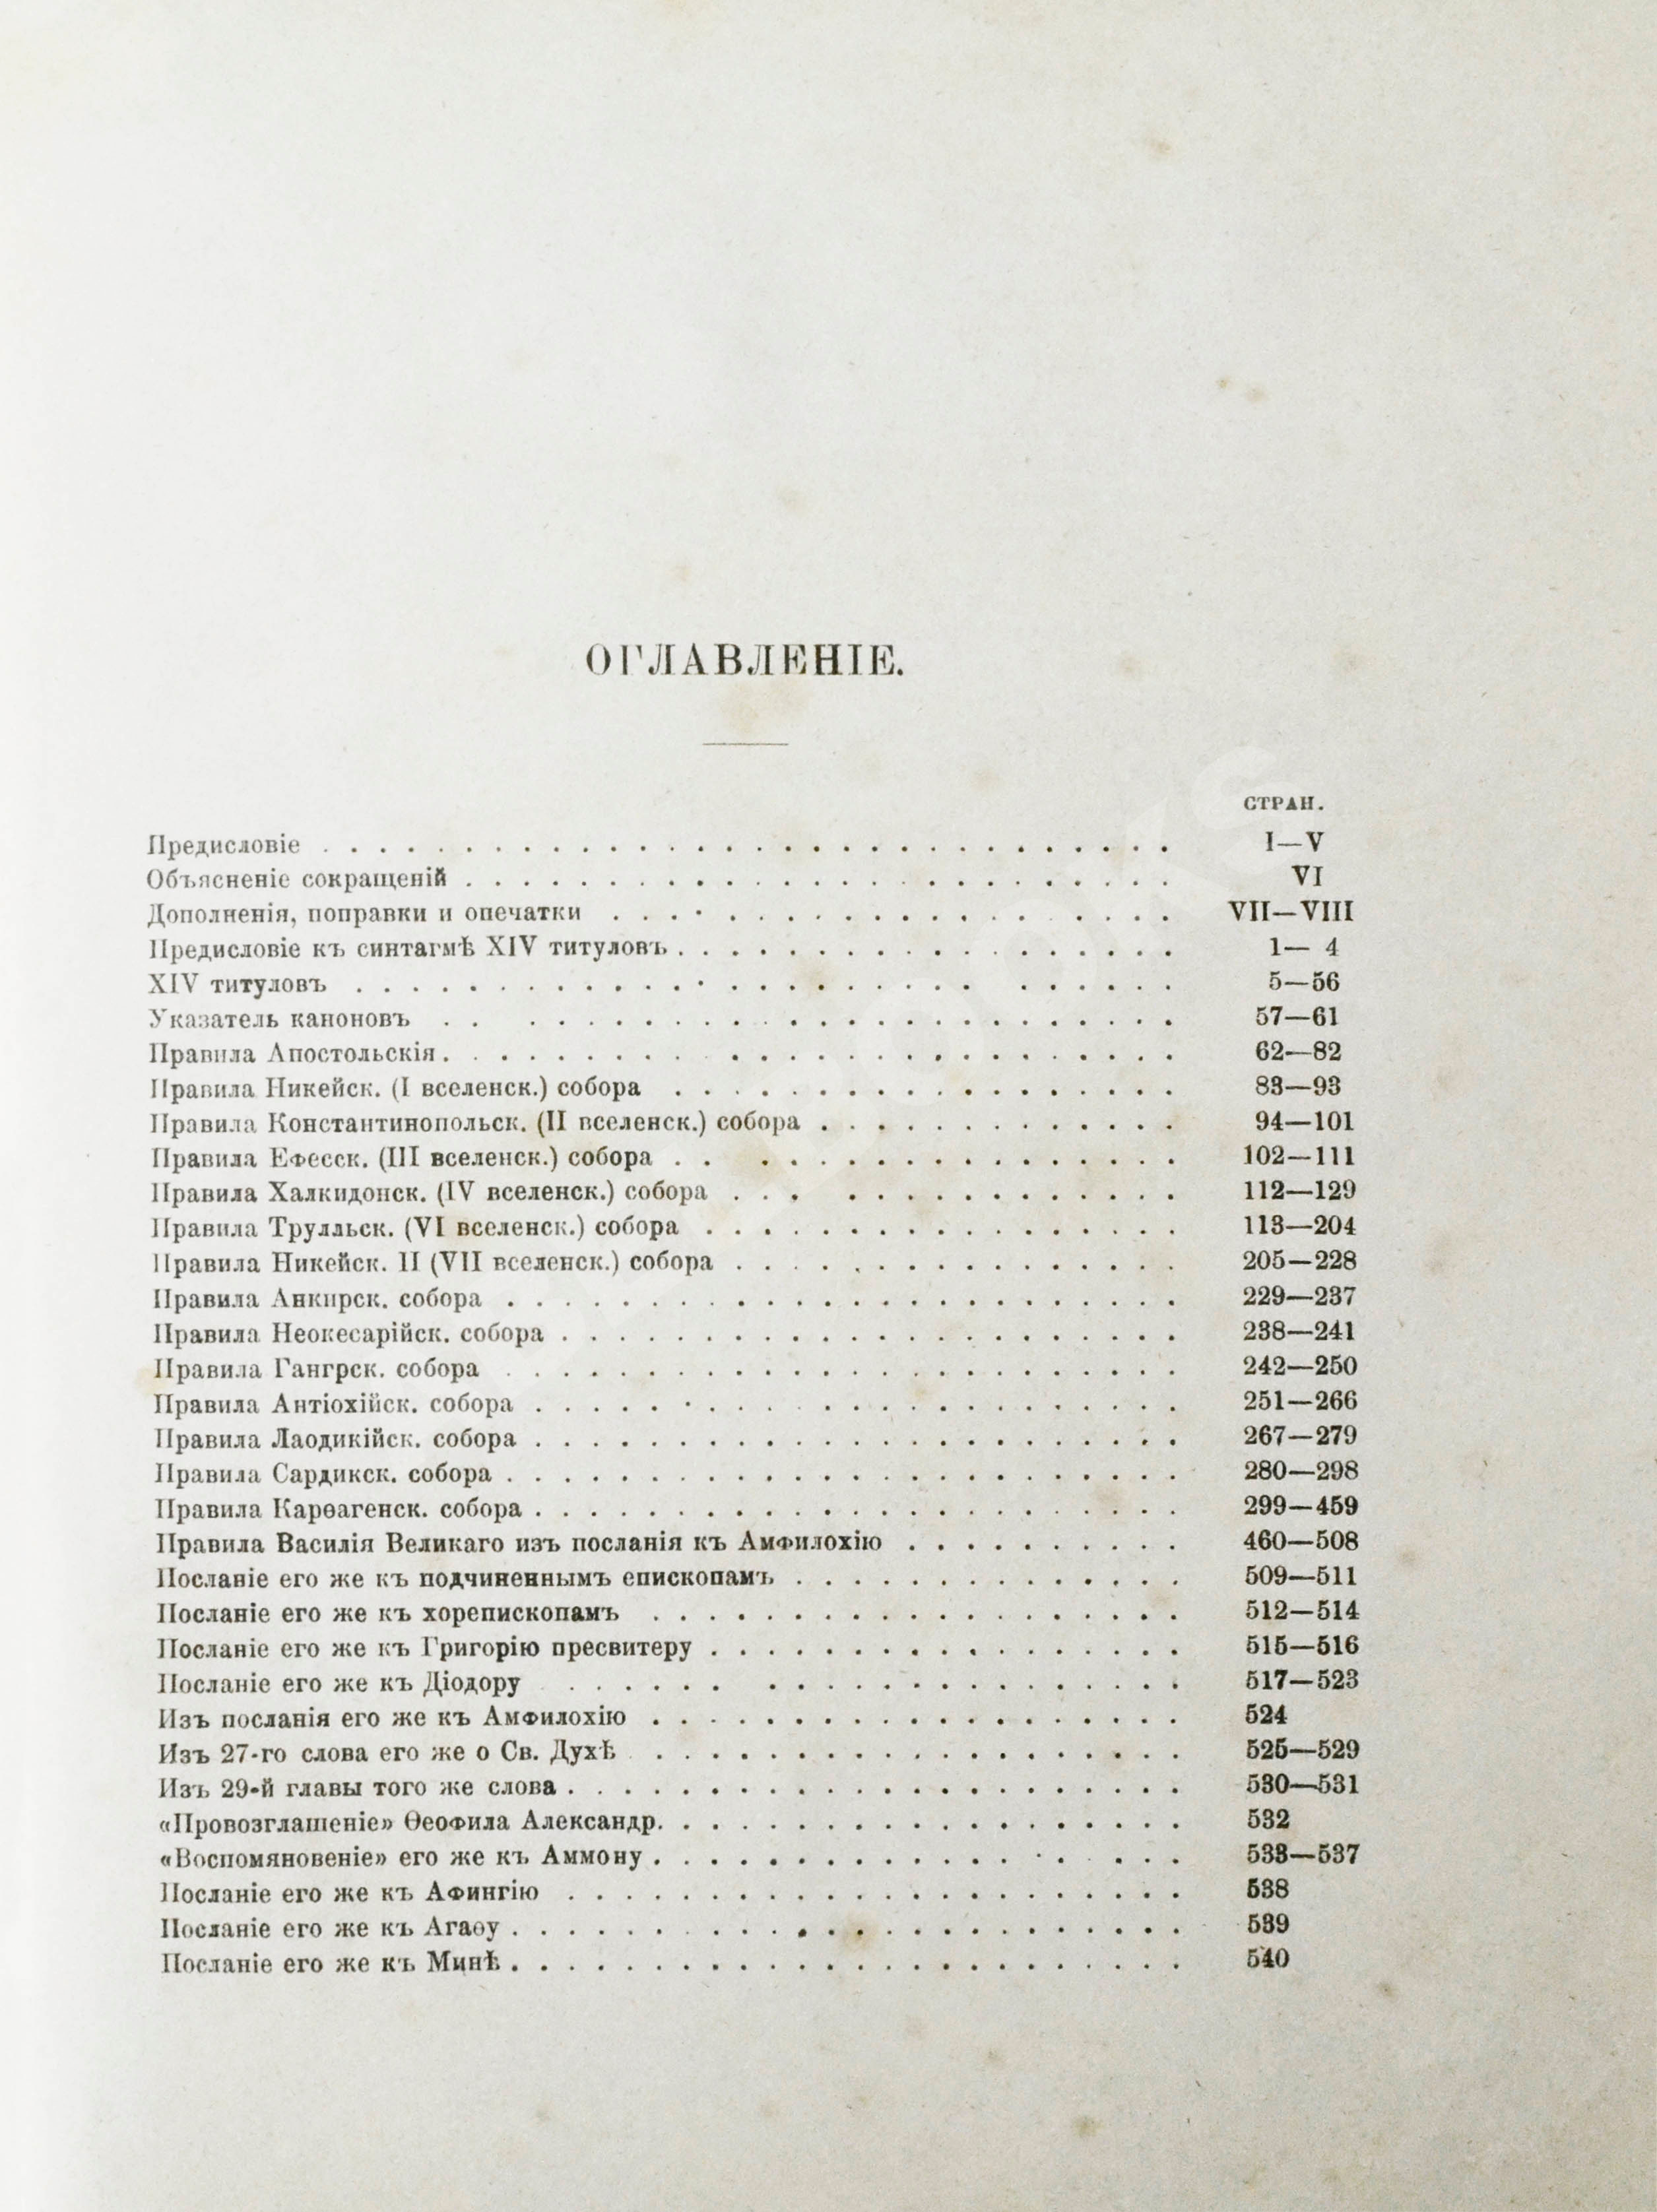 ОГЛАВЛЕНІЕ.
СТРАН.
Предисловіе . . . . . . . . . . . . . . . . . . . . . . . . . . . . . . I—V
Объясненіе сокращеній . . . . . . . . . . . . . . . . . . . . . . . . . VI
Дополненія, поправки и опечатки . . . . . . . . . . . . . . . . . . . . VII—VIII
Предисловіе къ синтагмѣ XIV титуловъ . . . . . . . . . . . . . . . . . . 1— 4
XIV титуловъ . . . . . . . . . . . . . . . . . . . . . . . . . . . . 5—56
Указатель каноновъ . . . . . . . . . . . . . . . . . . . . . . . . . 57—61
Правила Апостольскія . . . . . . . . . . . . . . . . . . . . . . . . . 62—82
Правила Никейск. (I вселенск.) собора . . . . . . . . . . . . . . . . . . 83—93
Правила Константинопольск. (II вселенск.) собора . . . . . . . . . . . . . 94—101
Правила Ефесск. (III вселенск.) собора . . . . . . . . . . . . . . . . . 102—111
Правила Халкидонск. (IV вселенск.) собора . . . . . . . . . . . . . . . 112—129
Правила Трулльск. (VI вселенск.) собора . . . . . . . . . . . . . . . . . 113—204
Правила Никейск. II (VII вселенск.) собора . . . . . . . . . . . . . . . . 205—228
Правила Анкирск. собора . . . . . . . . . . . . . . . . . . . . . . . . 229—237
Правила Неокесарійск. собора . . . . . . . . . . . . . . . . . . . . . . 238—241
Правила Гангрск. собора . . . . . . . . . . . . . . . . . . . . . . . . 242—250
Правила Антіохійск. собора . . . . . . . . . . . . . . . . . . . . . . . 251—266
Правила Лаодикійск. собора . . . . . . . . . . . . . . . . . . . . . . . 267—279
Правила Сардикск. собора . . . . . . . . . . . . . . . . . . . . . . . . 280—298
Правила Карѳагенск. собора . . . . . . . . . . . . . . . . . . . . . . . 299—459
Правила Василія Великаго изъ посланія къ Амфилохію . . . . . . . . . . 460—508
Посланіе его же къ подчиненнымъ епископамъ . . . . . . . . . . . . . . 509—511
Посланіе его же къ хорепископамъ . . . . . . . . . . . . . . . . . . . 512—514
Посланіе его же къ Григорію пресвитеру . . . . . . . . . . . . . . . . . 515—516
Посланіе его же къ Діодору . . . . . . . . . . . . . . . . . . . . . 517—523
Изъ посланія его же къ Амфилохію . . . . . . . . . . . . . . . . . . . 524
Изъ 27-го слова его же о Св. Духѣ . . . . . . . . . . . . . . . . . . . 525—529
Изъ 29-й главы того же слова . . . . . . . . . . . . . . . . . . . . . . 530—531
«Провозглашеніе» Ѳеофила Александр. . . . . . . . . . . . . . . . . . . 532
«Воспомяновеніе» его же къ Аммону . . . . . . . . . . . . . . . . . . . 533—537
Посланіе его же къ Афингію . . . . . . . . . . . . . . . . . . . . . . 538
Посланіе его же къ Агаѳу . . . . . . . . . . . . . . . . . . . . . . . 539
Посланіе его же къ Минѣ . . . . . . . . . . . . . . . . . . . . . . . . 540